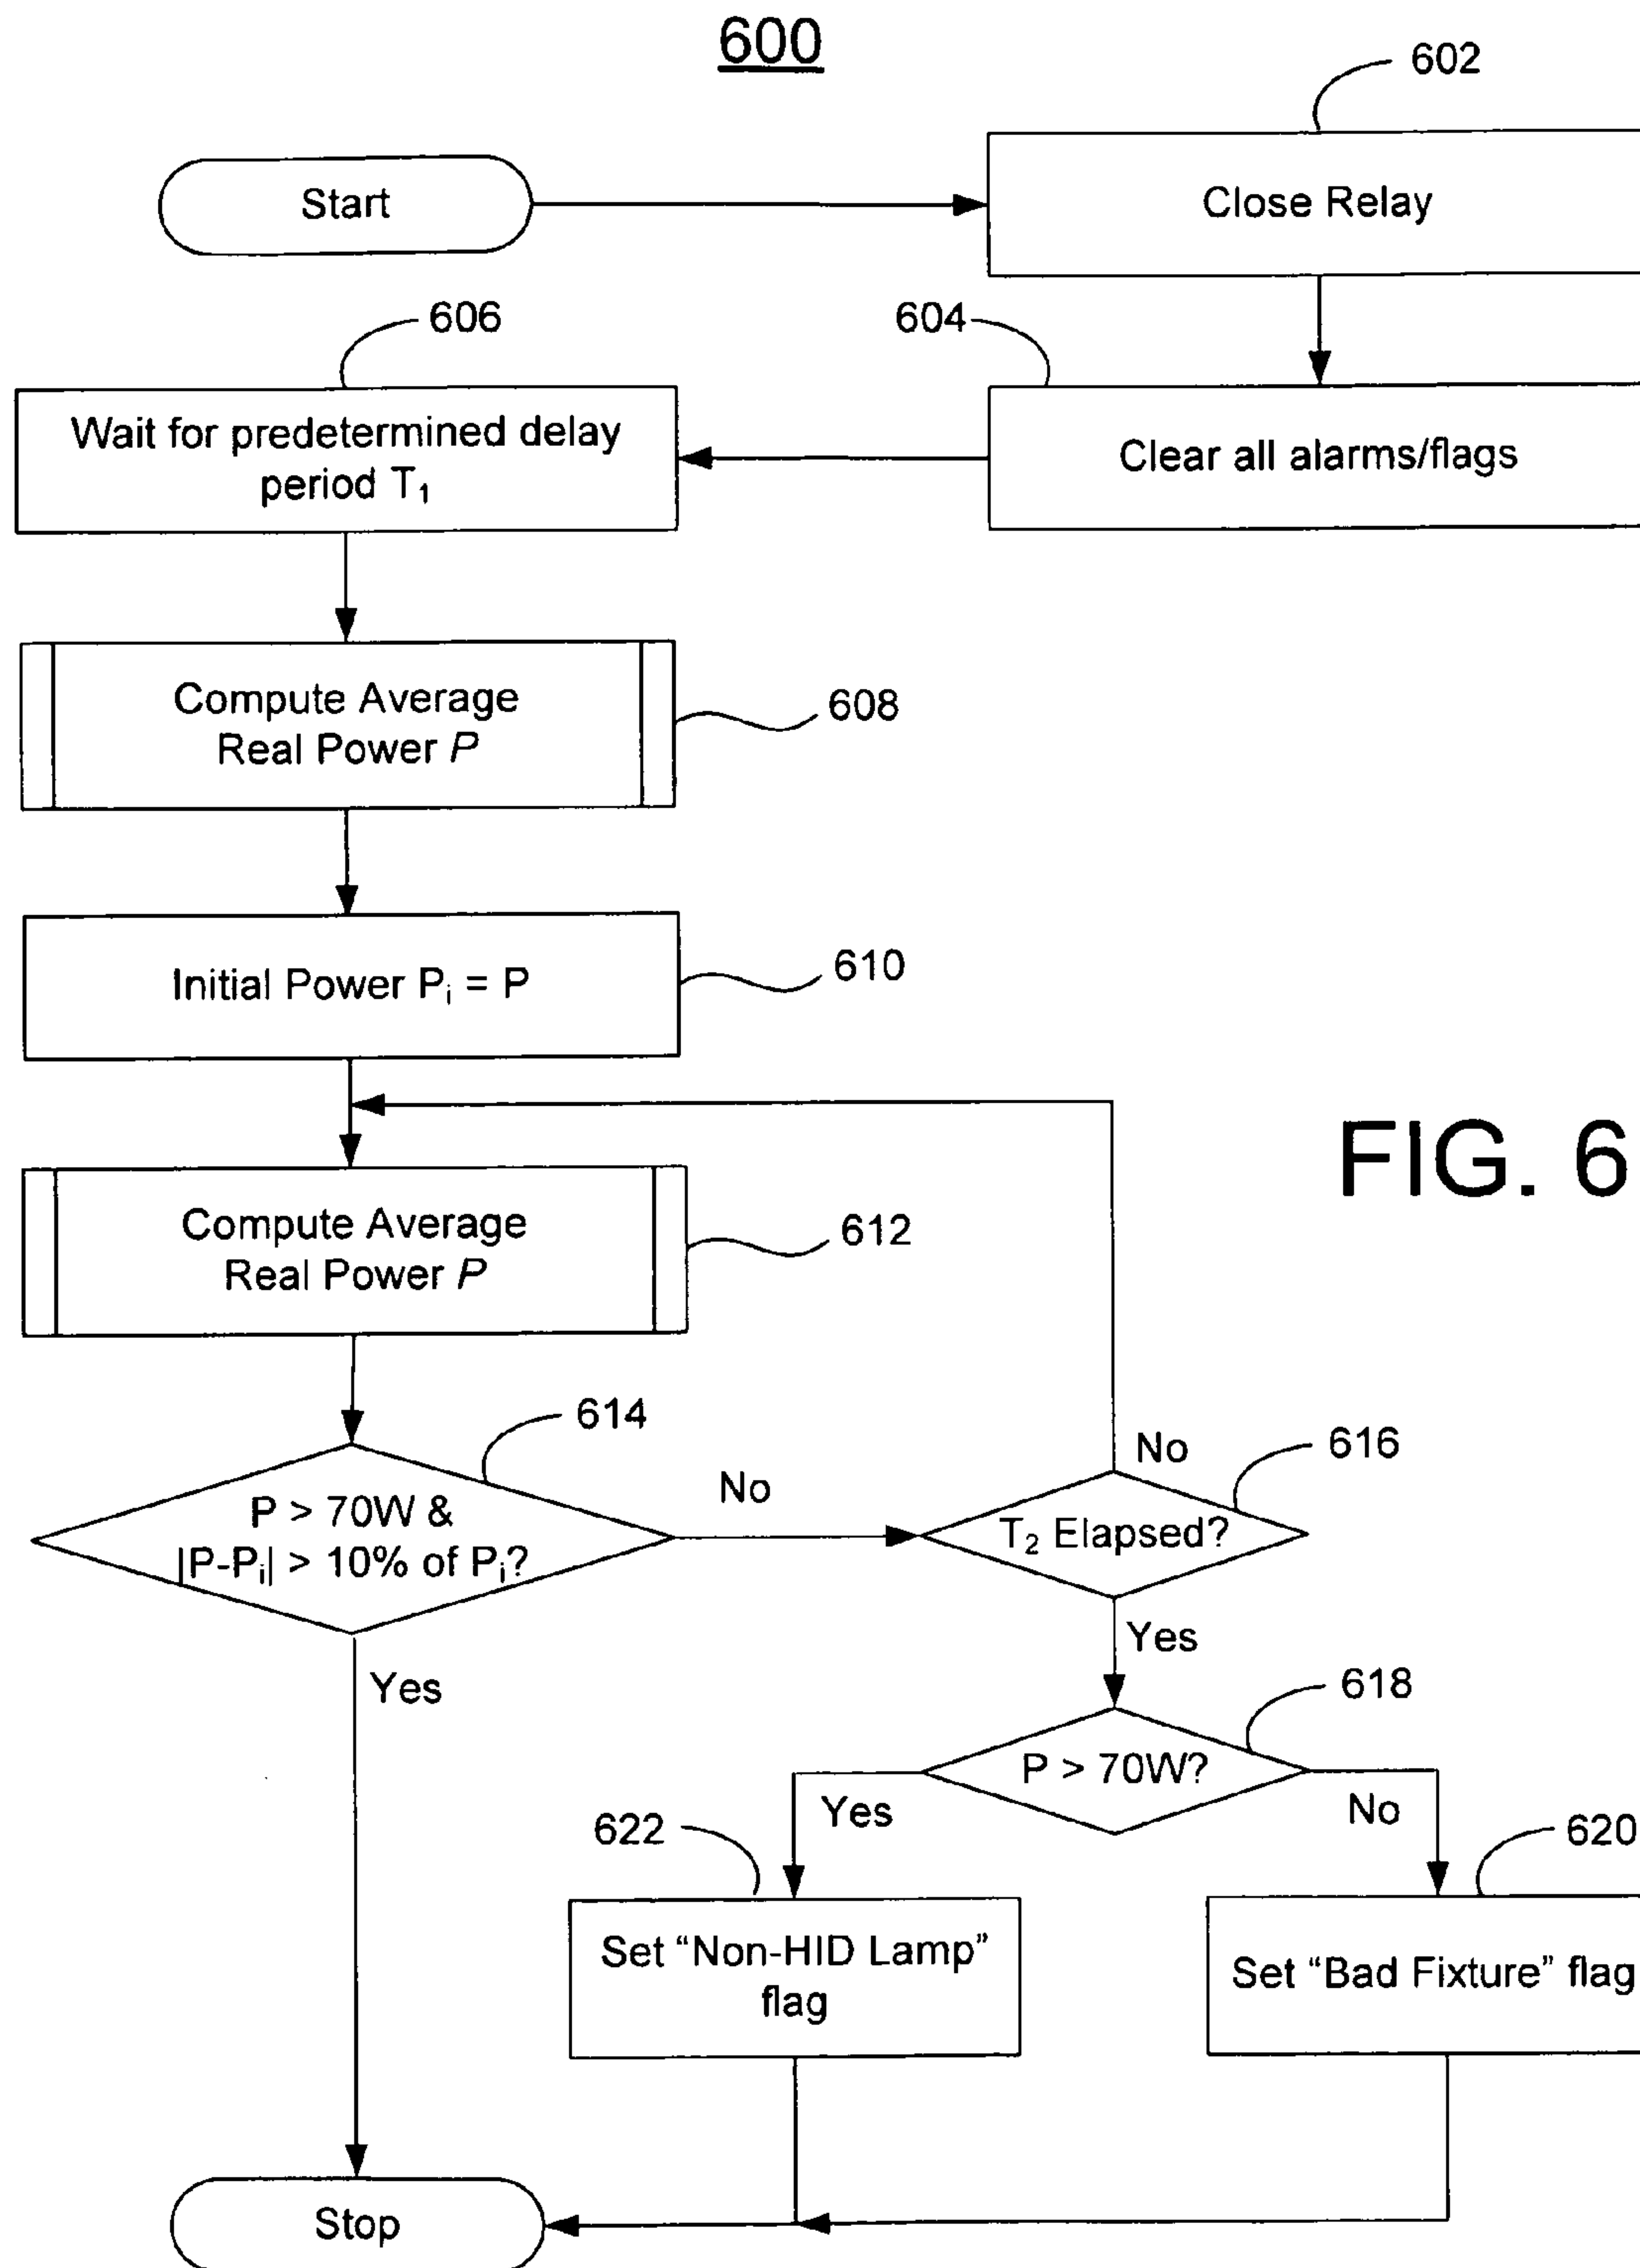 600
602
Start
Close Relay
606
604
Wait for predetermined delay
period T₁
Clear all alarms/flags
Compute Average
Real Power P
608
Initial Power Pᵢ = P
610
FIG. 6
Compute Average
Real Power P
612
614
P > 70W &
|P-Pᵢ| > 10% of Pᵢ?
No
No
616
T₂ Elapsed?
Yes
Yes
618
P > 70W?
Yes
No
622
620
Set “Non-HID Lamp”
flag
Set “Bad Fixture” flag
Stop